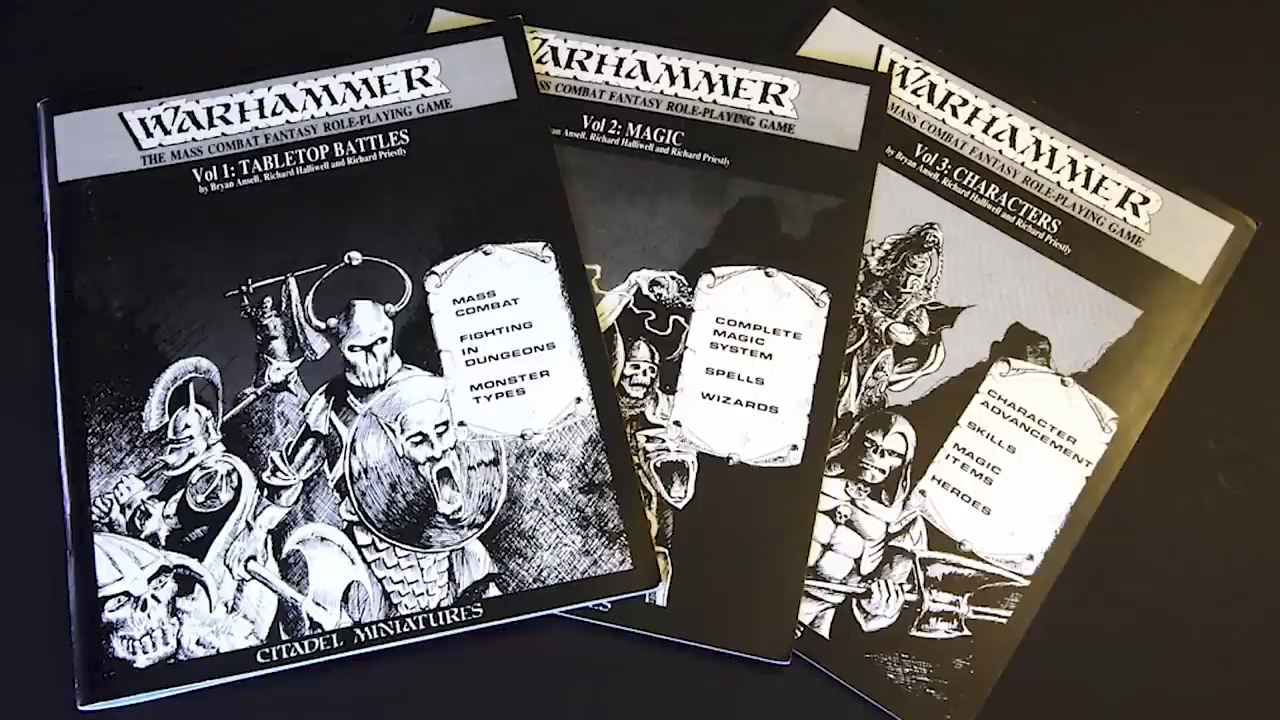 WARHAMMER
THE MASS COMBAT FANTASY ROLE-PLAYING GAME
Vol 1: TABLETOP BATTLES
by Bryan Ansell, Richard Halliwell and Richard Priestly
MASS
COMBAT
FIGHTING
IN
DUNGEONS
MONSTER
TYPES
CITADEL MINIATURES
WARHAMMER
COMBAT FANTASY ROLE-PLAYING GAME
Vol 2: MAGIC
Ansell, Richard Halliwell and Richard Priestly
COMPLETE
MAGIC
SYSTEM
SPELLS
WIZARDS
WARHAMMER
MASS COMBAT FANTASY ROLE-PLAYING GAME
Vol 3: CHARACTERS
by Bryan Ansell, Richard Halliwell and Richard Priestly
CHARACTER
ADVANCEMENT
SKILLS
MAGIC
ITEMS
HEROES